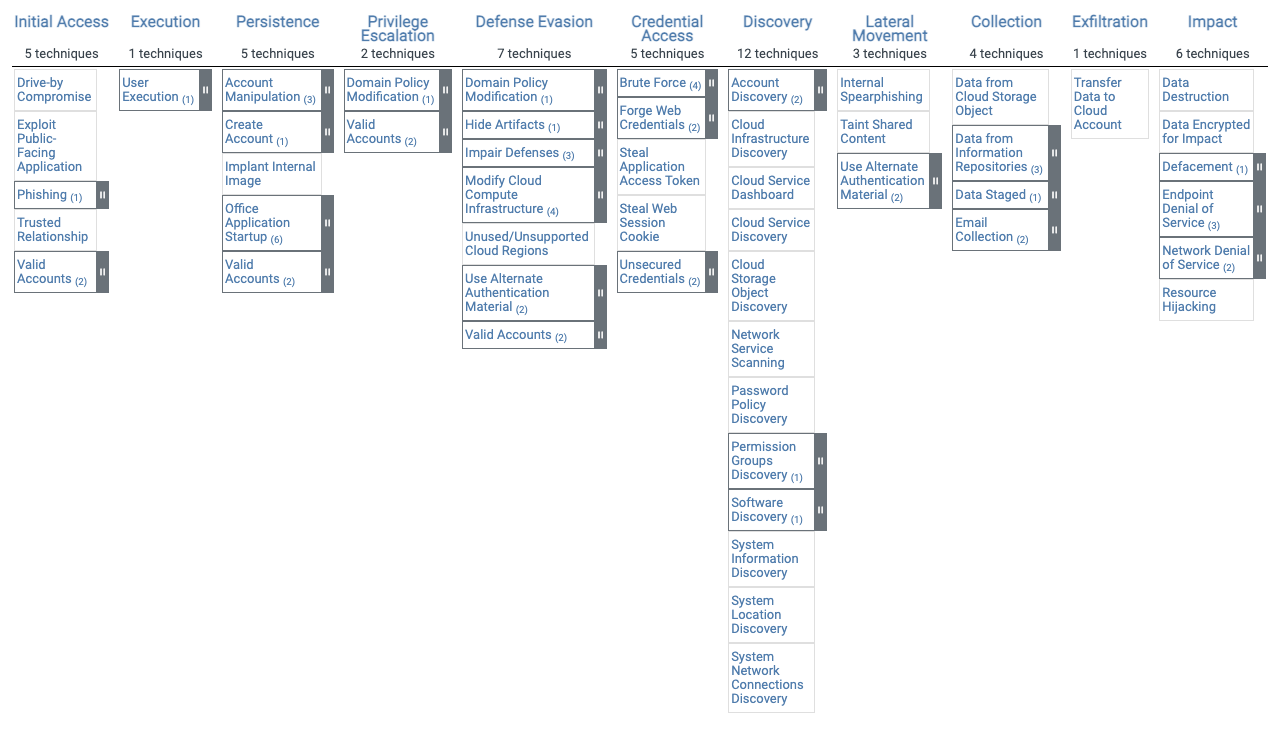 Initial Access
5 techniques
Drive-by
Compromise
Exploit
Public-
Facing
Application
Phishing (1)
Trusted
Relationship
Valid
Accounts (2)
Execution
1 techniques
User
Execution (1)
Persistence
5 techniques
Account
Manipulation (3)
Create
Account (1)
Implant Internal
Image
Office
Application
Startup (6)
Valid
Accounts (2)
Privilege
Escalation
2 techniques
Domain Policy
Modification (1)
Valid
Accounts (2)
Defense Evasion
7 techniques
Domain Policy
Modification (1)
Hide Artifacts (1)
Impair Defenses (3)
Modify Cloud
Compute
Infrastructure (4)
Unused/Unsupported
Cloud Regions
Use Alternate
Authentication
Material (2)
Valid Accounts (2)
Credential
Access
5 techniques
Brute Force (4)
Forge Web
Credentials (2)
Steal
Application
Access Token
Steal Web
Session
Cookie
Unsecured
Credentials (2)
Discovery
12 techniques
Account
Discovery (2)
Cloud
Infrastructure
Discovery
Cloud Service
Dashboard
Cloud Service
Discovery
Cloud
Storage
Object
Discovery
Network
Service
Scanning
Password
Policy
Discovery
Permission
Groups
Discovery (1)
Software
Discovery (1)
System
Information
Discovery
System
Location
Discovery
System
Network
Connections
Discovery
Lateral
Movement
3 techniques
Internal
Spearphishing
Taint Shared
Content
Use Alternate
Authentication
Material (2)
Collection
4 techniques
Data from
Cloud Storage
Object
Data from
Information
Repositories (3)
Data Staged (1)
Email
Collection (2)
Exfiltration
1 techniques
Transfer
Data to
Cloud
Account
Impact
6 techniques
Data
Destruction
Data Encrypted
for Impact
Defacement (1)
Endpoint
Denial of
Service (3)
Network Denial
of Service (2)
Resource
Hijacking